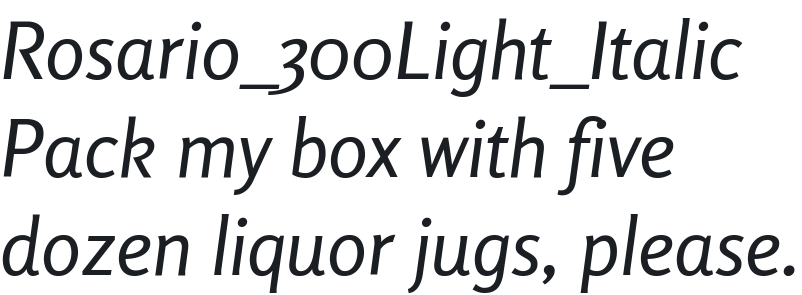 Rosario_300Light_Italic
Pack my box with five
dozen liquor jugs, please.